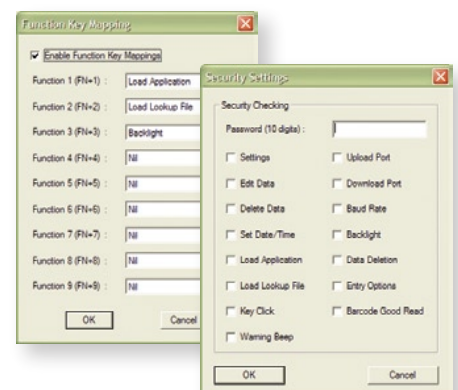 Function Key Mapping
Enable Function Key Mappings
Function 1 (FN+1) : Load Application
Function 2 (FN+2) : Load Lookup File
Function 3 (FN+3) : Backlight
Function 4 (FN+4) : Nil
Function 5 (FN+5) : Nil
Function 6 (FN+6) : Nil
Function 7 (FN+7) : Nil
Function 8 (FN+8) : Nil
Function 9 (FN+9) : Nil
OK Cancel
Security Settings
Security Checking
Password (10 digits) :
Settings Upload Port
Edit Data Download Port
Delete Data Baud Rate
Set Date/Time Backlight
Load Application Data Deletion
Load Lookup File Entry Options
Key Click Barcode Good Read
Warning Beep
OK Cancel